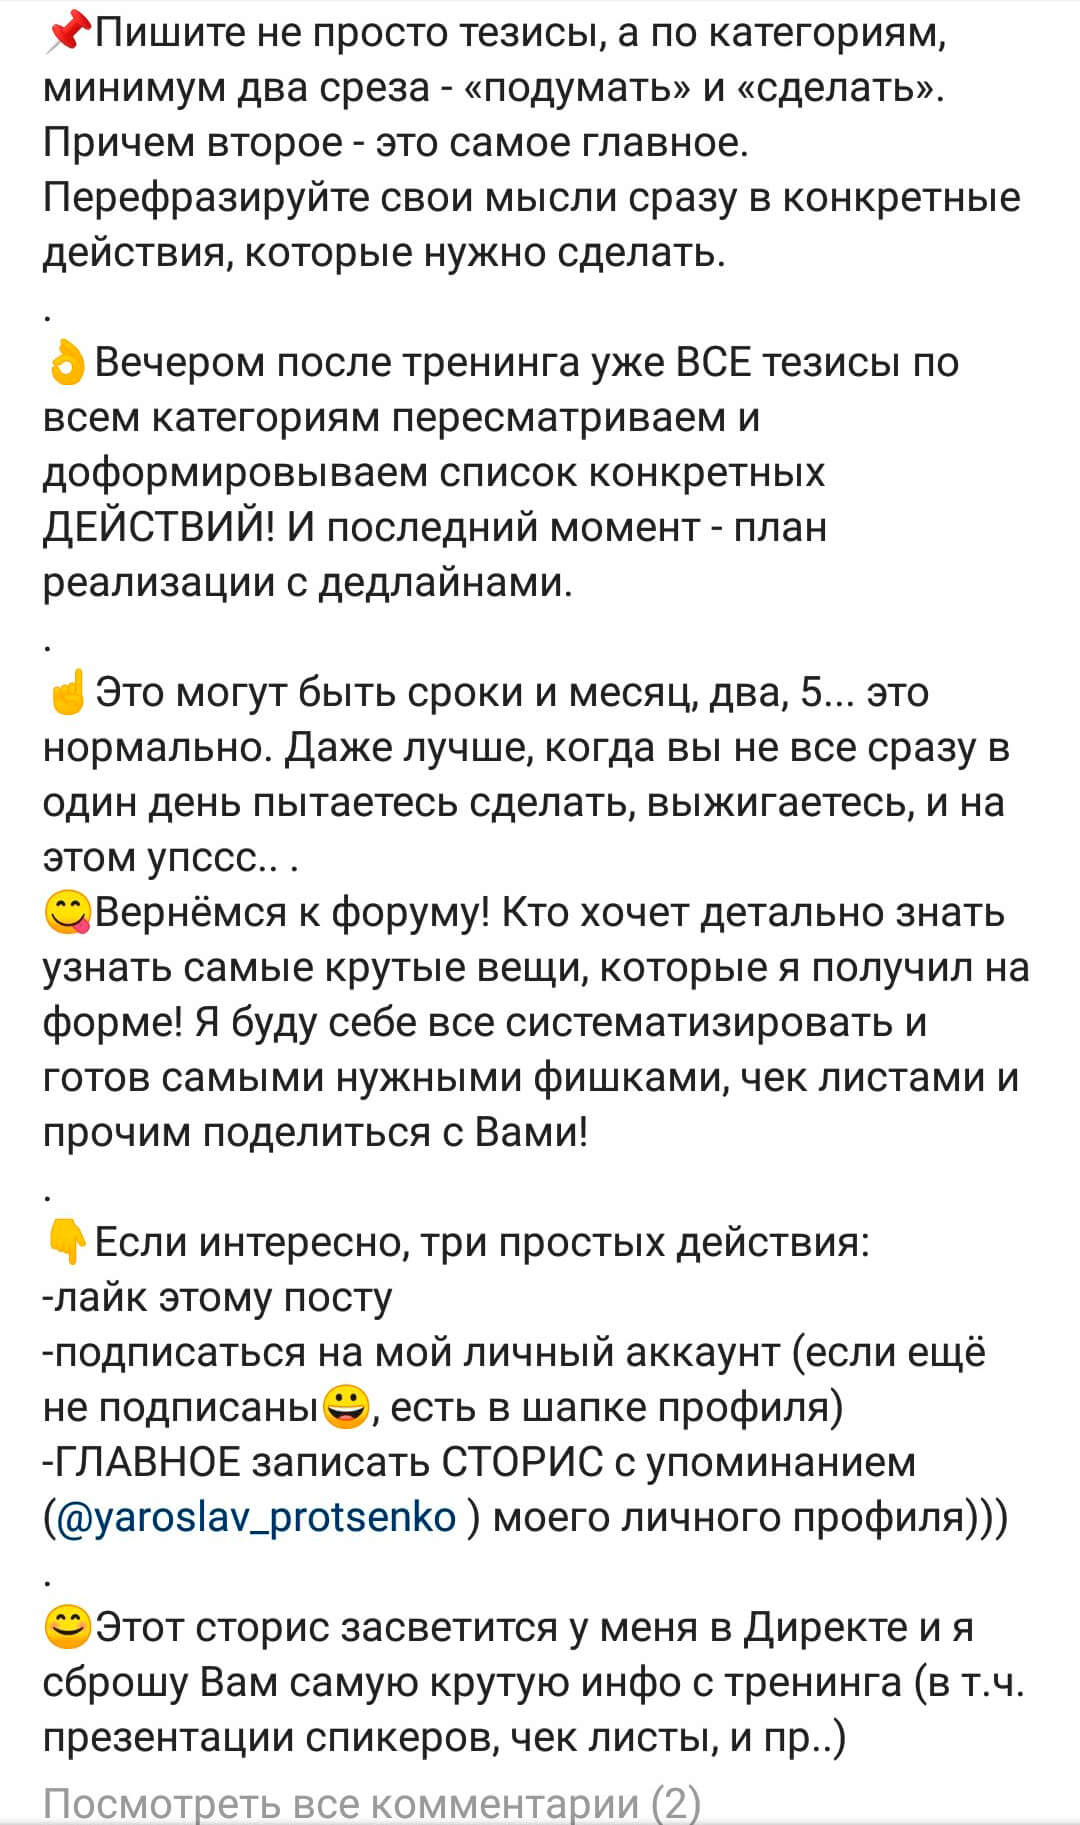 📌Пишите не просто тезисы, а по категориям,
минимум два среза - «подумать» и «сделать».
Причем второе - это самое главное.
Перефразируйте свои мысли сразу в конкретные
действия, которые нужно сделать.
.
👌Вечером после тренинга уже ВСЕ тезисы по
всем категориям пересматриваем и
доформировываем список конкретных
ДЕЙСТВИЙ! И последний момент - план
реализации с дедлайнами.
.
☝Это могут быть сроки и месяц, два, 5... это
нормально. Даже лучше, когда вы не все сразу в
один день пытаетесь сделать, выжигаетесь, и на
этом упссс.. .
😋Вернёмся к форуму! Кто хочет детально знать
узнать самые крутые вещи, которые я получил на
форме! Я буду себе все систематизировать и
готов самыми нужными фишками, чек листами и
прочим поделиться с Вами!
.
👇Если интересно, три простых действия:
-лайк этому посту
-подписаться на мой личный аккаунт (если ещё
не подписаны😀, есть в шапке профиля)
-ГЛАВНОЕ записать СТОРИС с упоминанием
(@yaroslav_protsenko ) моего личного профиля)))
.
😊Этот сторис засветится у меня в Директе и я
сброшу Вам самую крутую инфо с тренинга (в т.ч.
презентации спикеров, чек листы, и пр..)
Посмотреть все комментарии (2)